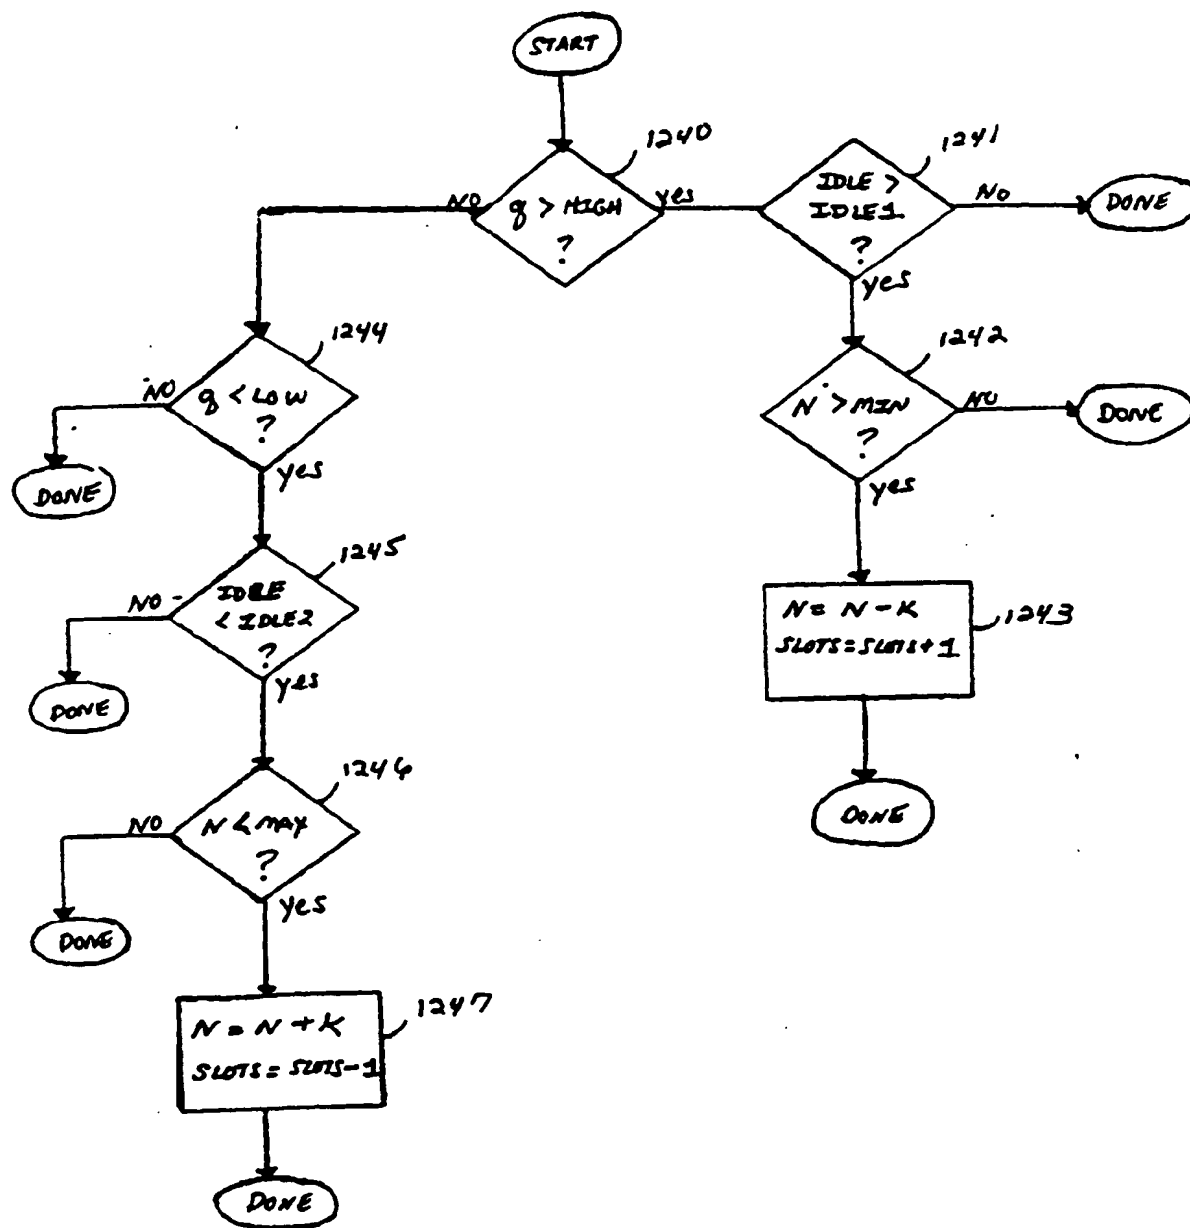 START
1240
q > HIGH
?
NO
yes
1241
IDLE >
IDLE1
?
NO
DONE
yes
1242
N > MIN
?
NO
DONE
yes
N = N - K
SLOTS = SLOTS + 1
1243
DONE
1244
q < LOW
?
NO
DONE
yes
1245
IDLE
< IDLE2
?
NO
DONE
yes
1246
N < MAX
?
NO
DONE
yes
N = N + K
SLOTS = SLOTS - 1
1247
DONE